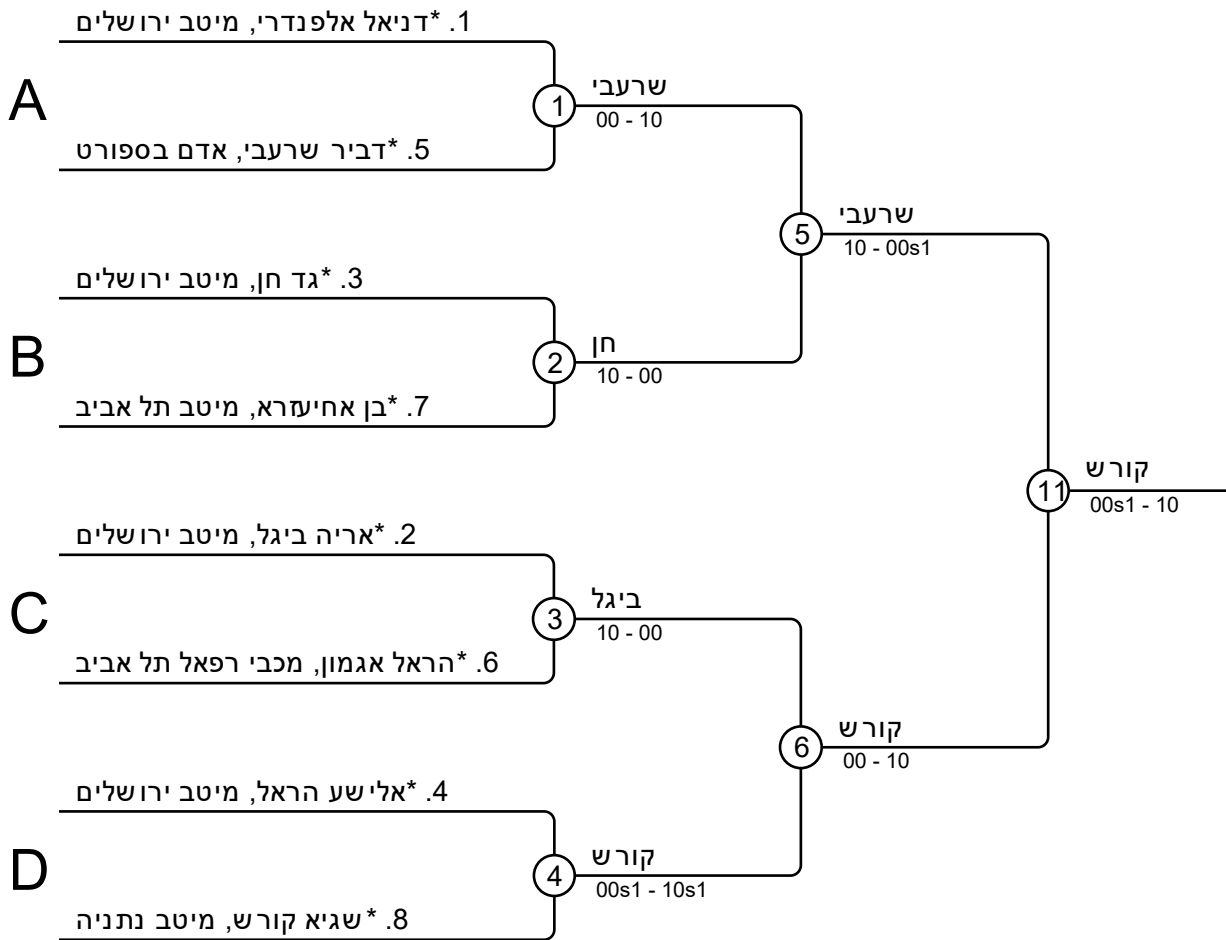 1. *דניאל אלפנדרי, מיטב ירושלים
A
1
שרעבי
00 - 10
5. *דביר שרעבי, אדם בספורט
5
שרעבי
10 - 00s1
3. *גד חן, מיטב ירושלים
B
2
חן
10 - 00
7. *בן אחיעזרא, מיטב תל אביב
11
קורש
00s1 - 10
2. *אריה ביגל, מיטב ירושלים
C
3
ביגל
10 - 00
6. *הראל אגמון, מכבי רפאל תל אביב
6
קורש
00 - 10
4. *אלישע הראל, מיטב ירושלים
D
4
קורש
00s1 - 10s1
8. *שגיא קורש, מיטב נתניה